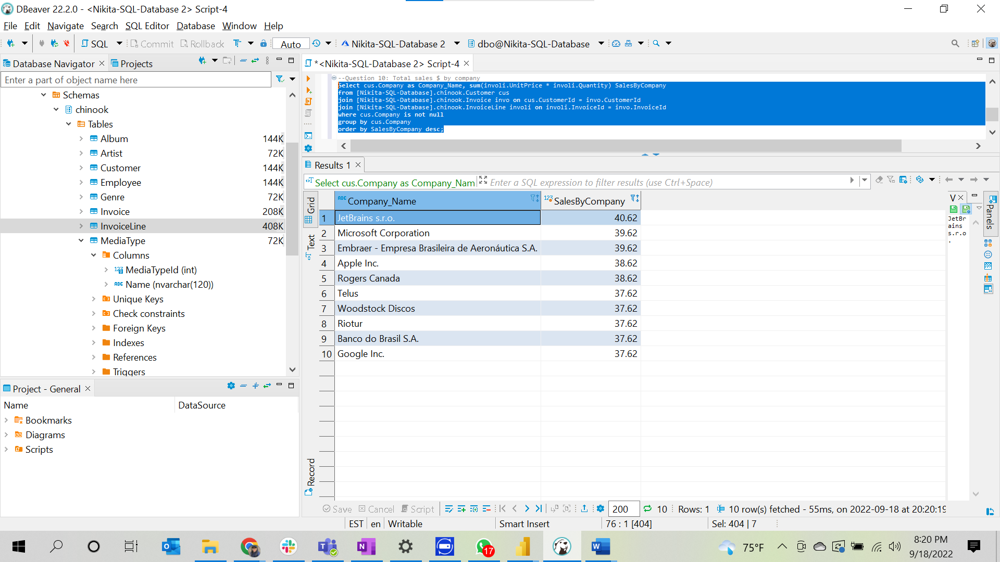 DBeaver 22.2.0 - <Nikita-SQL-Database 2> Script-4
File Edit Navigate Search SQL Editor Database Window Help
SQL Commit Rollback Auto Nikita-SQL-Database 2 dbo@Nikita-SQL-Database
Database Navigator Projects
Enter a part of object name here
Schemas
chinook
Tables
Album 144K
Artist 72K
Customer 144K
Employee 144K
Genre 72K
Invoice 208K
InvoiceLine 408K
MediaType 72K
Columns
MediaTypeId (int)
Name (nvarchar(120))
Unique Keys
Check constraints
Foreign Keys
Indexes
References
Triggers
Project - General
Name DataSource
Bookmarks
Diagrams
Scripts
*<Nikita-SQL-Database 2> Script-4
--Question 10: Total sales $ by company
Select cus.Company as Company_Name, sum(involi.UnitPrice * involi.Quantity) SalesByCompany
from [Nikita-SQL-Database].chinook.Customer cus
join [Nikita-SQL-Database].chinook.Invoice invo on cus.CustomerId = invo.CustomerId
join [Nikita-SQL-Database].chinook.InvoiceLine involi on involi.InvoiceId = invo.InvoiceId
where cus.Company is not null
group by cus.Company
order by SalesByCompany desc;
Results 1
Select cus.Company as Company_Nam Enter a SQL expression to filter results (use Ctrl+Space)
Grid
Text
Record
ABC Company_Name 123 SalesByCompany
1 JetBrains s.r.o. 40.62
2 Microsoft Corporation 39.62
3 Embraer - Empresa Brasileira de Aeronáutica S.A. 39.62
4 Apple Inc. 38.62
5 Rogers Canada 38.62
6 Telus 37.62
7 Woodstock Discos 37.62
8 Riotur 37.62
9 Banco do Brasil S.A. 37.62
10 Google Inc. 37.62
V
JetBr
ains
s.r.o
.
Panels
Save Cancel Script 200 10 Rows: 1 10 row(s) fetched - 55ms, on 2022-09-18 at 20:20:19
EST en Writable Smart Insert 76 : 1 [404] Sel: 404 | 7
17
75°F
8:20 PM
9/18/2022